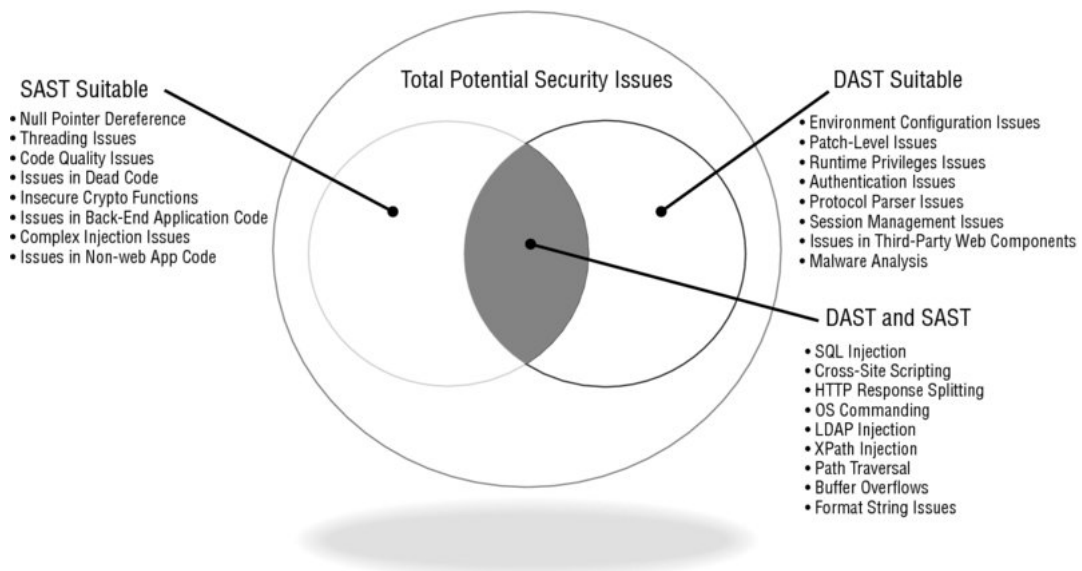 Total Potential Security Issues
SAST Suitable
• Null Pointer Dereference
• Threading Issues
• Code Quality Issues
• Issues in Dead Code
• Insecure Crypto Functions
• Issues in Back-End Application Code
• Complex Injection Issues
• Issues in Non-web App Code
DAST Suitable
• Environment Configuration Issues
• Patch-Level Issues
• Runtime Privileges Issues
• Authentication Issues
• Protocol Parser Issues
• Session Management Issues
• Issues in Third-Party Web Components
• Malware Analysis
DAST and SAST
• SQL Injection
• Cross-Site Scripting
• HTTP Response Splitting
• OS Commanding
• LDAP Injection
• XPath Injection
• Path Traversal
• Buffer Overflows
• Format String Issues